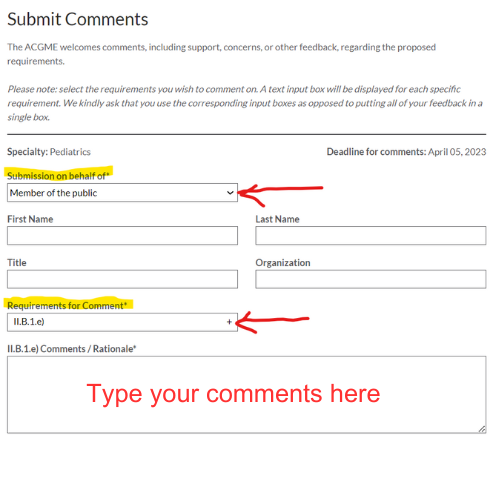 Submit Comments
The ACGME welcomes comments, including support, concerns, or other feedback, regarding the proposed
requirements.
Please note: select the requirements you wish to comment on. A text input box will be displayed for each specific
requirement. We kindly ask that you use the corresponding input boxes as opposed to putting all of your feedback in a
single box.
Specialty: Pediatrics Deadline for comments: April 05, 2023
Submission on behalf of*
Member of the public
First Name Last Name
Title Organization
Requirements for Comment*
II.B.1.e) +
II.B.1.e) Comments / Rationale*
Type your comments here